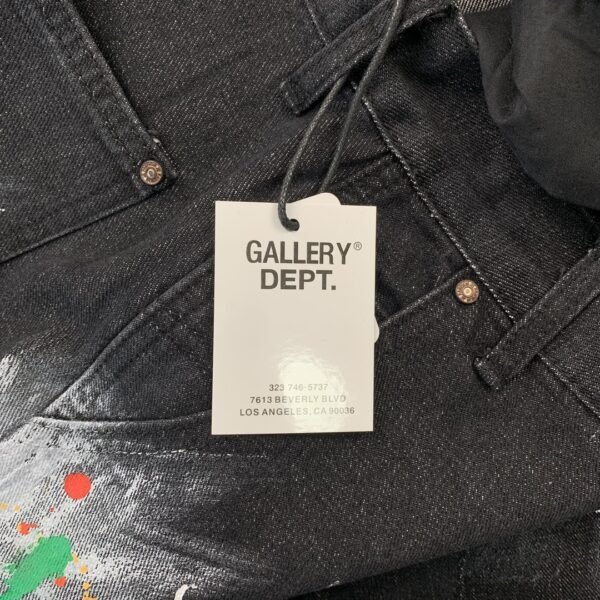 GALLERY®
DEPT.
323 746-5737
7613 BEVERLY BLVD
LOS ANGELES, CA 90036